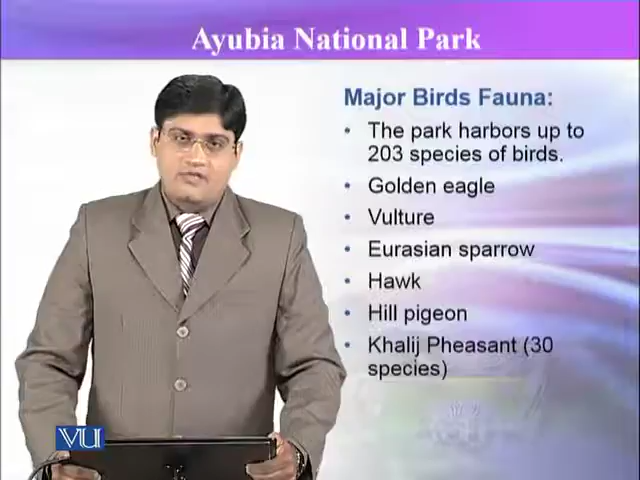 Ayubia National Park
Major Birds Fauna:
• The park harbors up to
203 species of birds.
• Golden eagle
• Vulture
• Eurasian sparrow
• Hawk
• Hill pigeon
• Khalij Pheasant (30
species)
VU